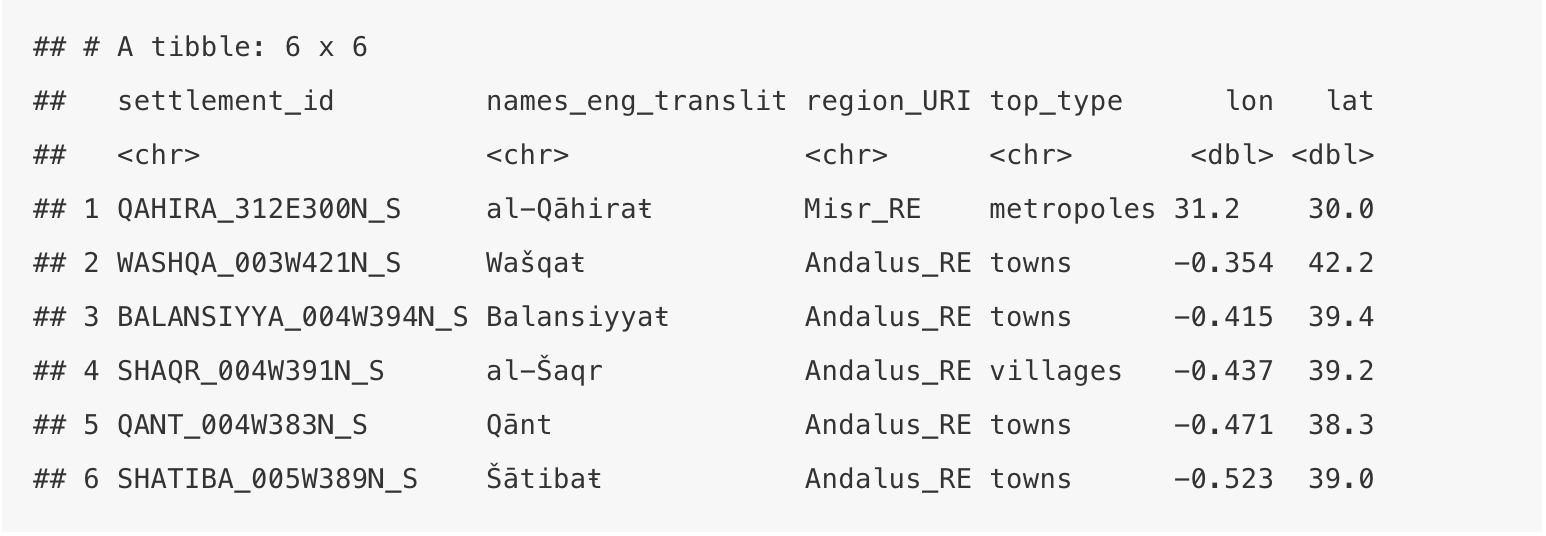 ## # A tibble: 6 x 6
##   settlement_id         names_eng_translit region_URI top_type      lon   lat
##   <chr>                 <chr>              <chr>      <chr>       <dbl> <dbl>
## 1 QAHIRA_312E300N_S     al-Qāhiraŧ         Misr_RE    metropoles 31.2    30.0
## 2 WASHQA_003W421N_S     Wašqaŧ             Andalus_RE towns      -0.354  42.2
## 3 BALANSIYYA_004W394N_S Balansiyyaŧ        Andalus_RE towns      -0.415  39.4
## 4 SHAQR_004W391N_S      al-Šaqr            Andalus_RE villages   -0.437  39.2
## 5 QANT_004W383N_S       Qānt               Andalus_RE towns      -0.471  38.3
## 6 SHATIBA_005W389N_S    Šātibaŧ            Andalus_RE towns      -0.523  39.0